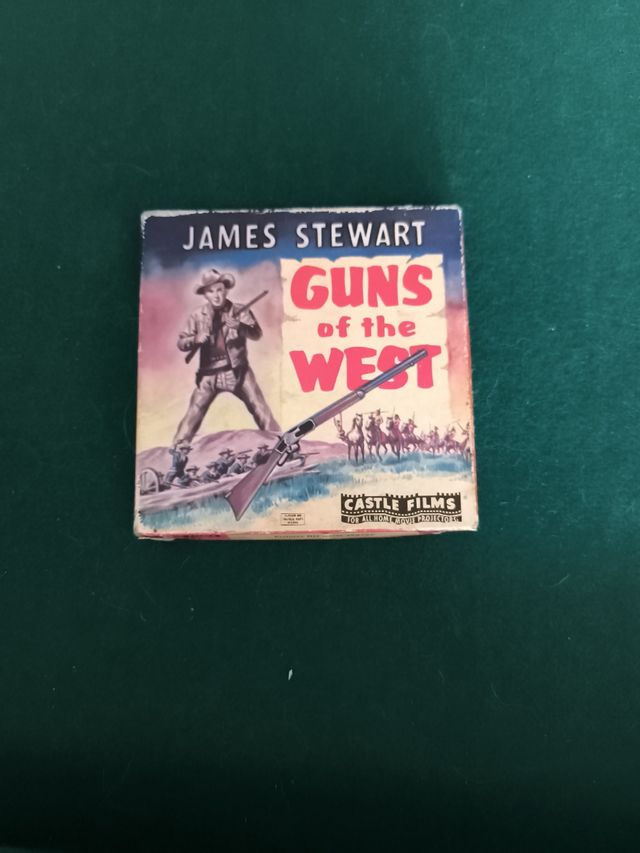 JAMES STEWART
GUNS
of the
WEST
CASTLE FILMS
FOR ALL HOME MOVIE PROJECTORS